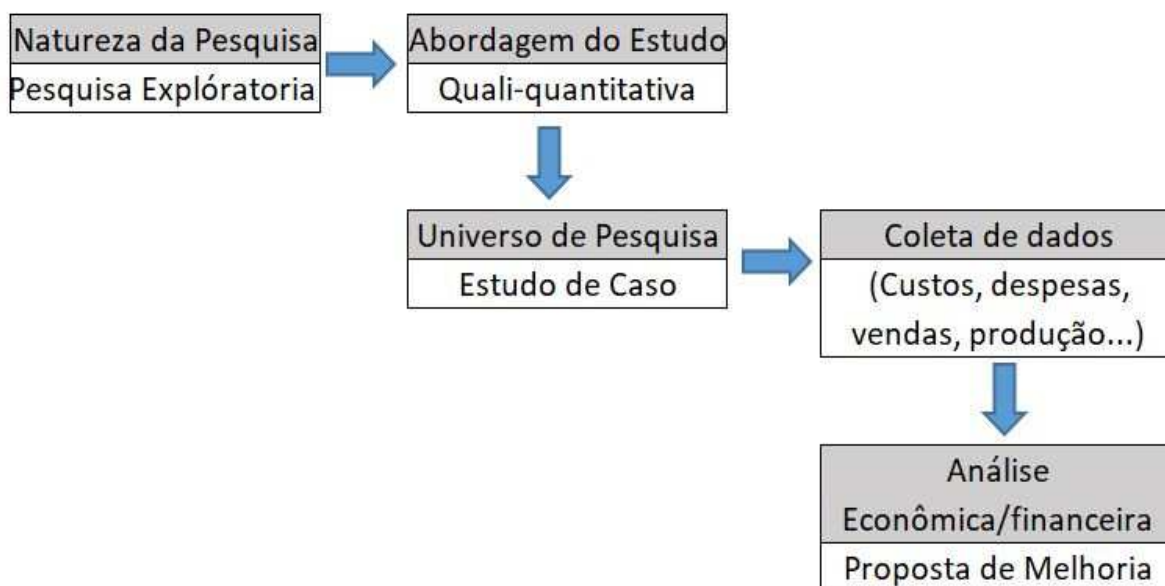 Natureza da Pesquisa
Pesquisa Explóratoria
Abordagem do Estudo
Quali-quantitativa
Universo de Pesquisa
Estudo de Caso
Coleta de dados
(Custos, despesas,
vendas, produção...)
Análise
Econômica/financeira
Proposta de Melhoria